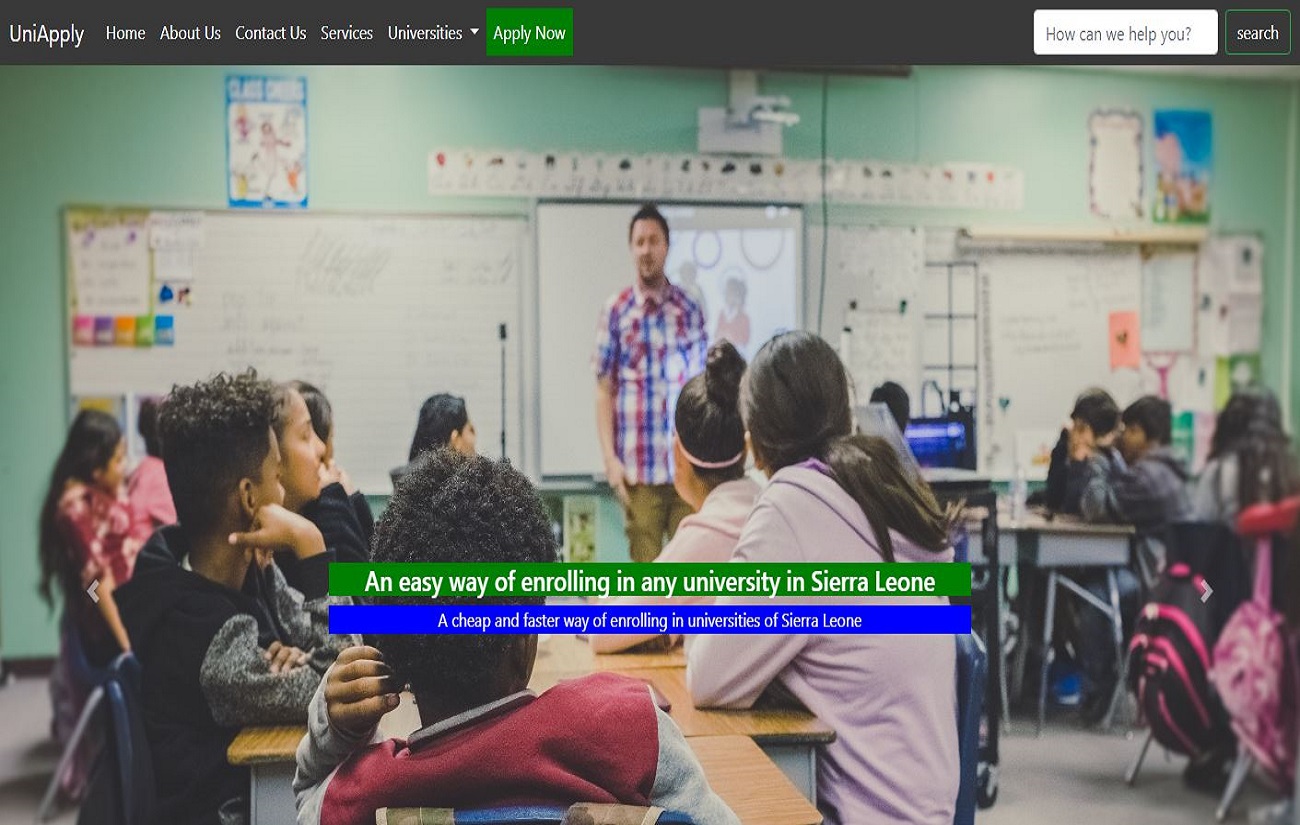 UniApply Home About Us Contact Us Services Universities Apply Now How can we help you? search
CLASS CHEERS
An easy way of enrolling in any university in Sierra Leone
A cheap and faster way of enrolling in universities of Sierra Leone